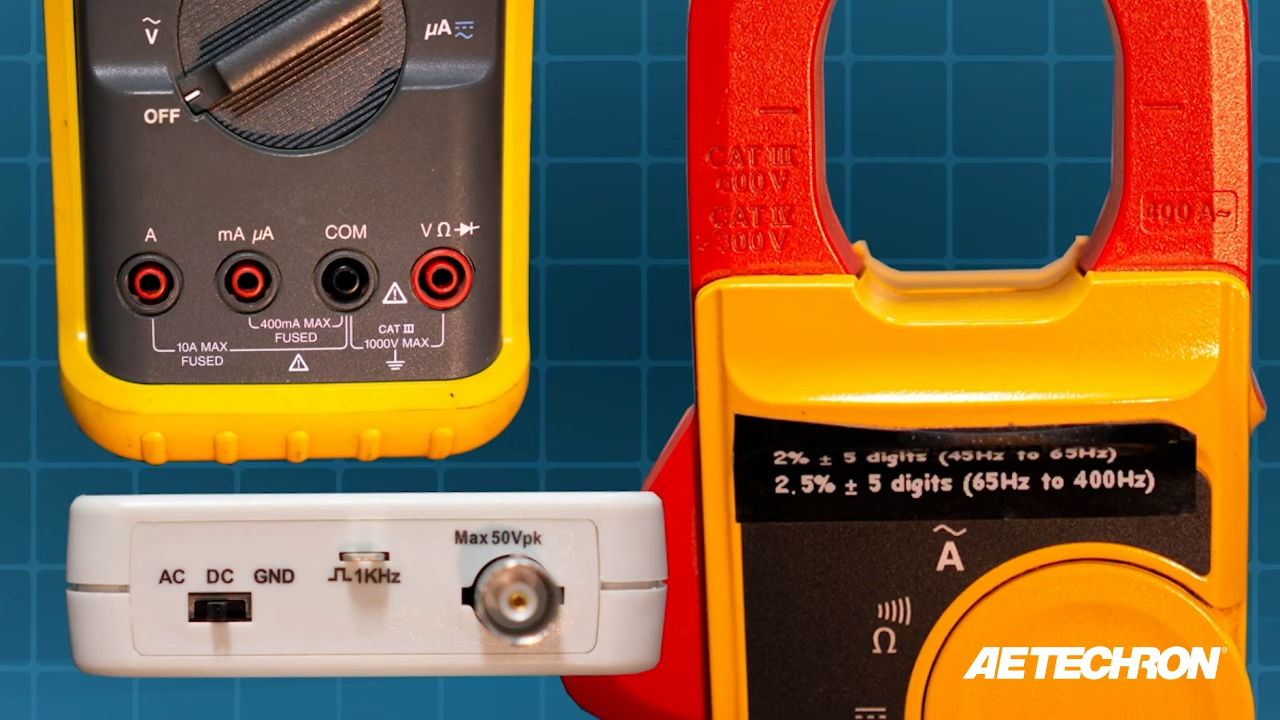 ~
V
μA
OFF
A
mA μA
COM
V Ω
400mA MAX
FUSED
CAT III
1000V MAX
10A MAX
FUSED
CAT III
600V
CAT IV
300V
400 A~
2% ± 5 digits (45Hz to 65Hz)
2.5% ± 5 digits (65Hz to 400Hz)
~
A
Ω
AC DC GND
1KHz
Max 50Vpk
AE TECHRON®